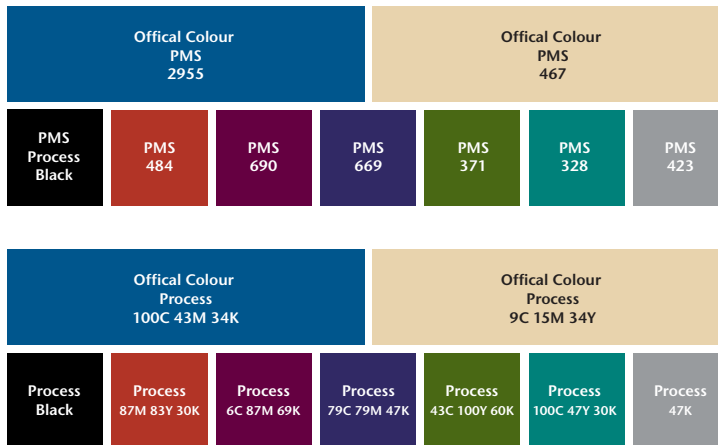 Offical Colour
PMS
2955
Offical Colour
PMS
467
PMS
Process
Black
PMS
484
PMS
690
PMS
669
PMS
371
PMS
328
PMS
423
Offical Colour
Process
100C 43M 34K
Offical Colour
Process
9C 15M 34Y
Process
Black
Process
87M 83Y 30K
Process
6C 87M 69K
Process
79C 79M 47K
Process
43C 100Y 60K
Process
100C 47Y 30K
Process
47K